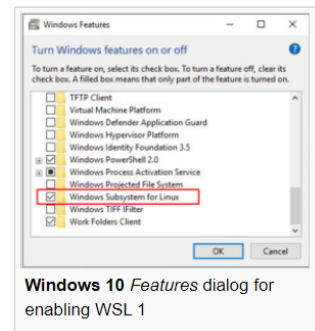 Windows Features
Turn Windows features on or off
To turn a feature on, select its check box. To turn a feature off, clear its
check box. A filled box means that only part of the feature is turned on.
TFTP Client
Virtual Machine Platform
Windows Defender Application Guard
Windows Hypervisor Platform
Windows Identity Foundation 3.5
Windows PowerShell 2.0
Windows Process Activation Service
Windows Projected File System
Windows Subsystem for Linux
Windows TIFF IFilter
Work Folders Client
OK Cancel
Windows 10 Features dialog for
enabling WSL 1